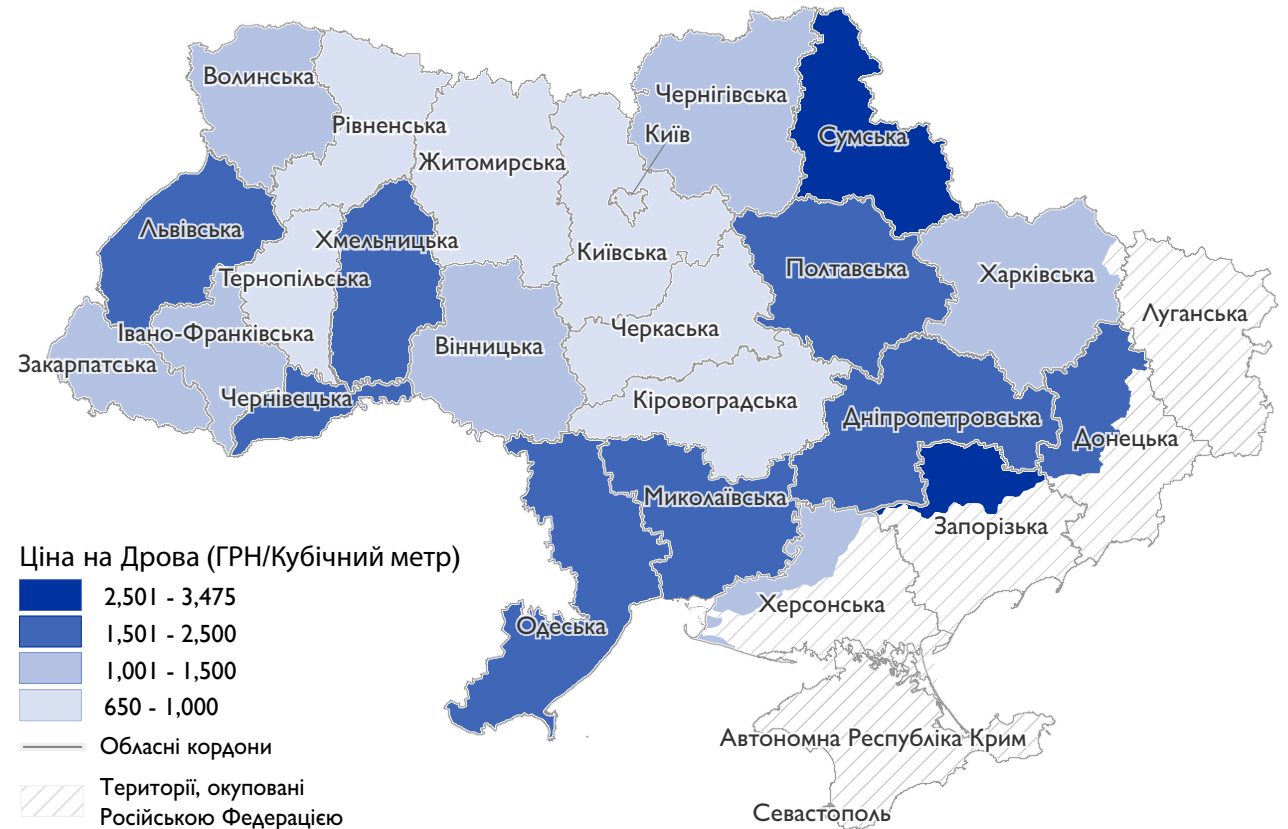 Волинська
Рівненська
Житомирська
Чернігівська
Київ
Сумська
Львівська
Хмельницька
Тернопільська
Київська
Полтавська
Харківська
Луганська
Івано-Франківська
Закарпатська
Вінницька
Черкаська
Чернівецька
Кіровоградська
Дніпропетровська
Донецька
Миколаївська
Запорізька
Херсонська
Одеська
Автономна Республіка Крим
Севастополь
Ціна на Дрова (ГРН/Кубічний метр)
2,501 - 3,475
1,501 - 2,500
1,001 - 1,500
650 - 1,000
Обласні кордони
Території, окуповані
Російською Федерацією